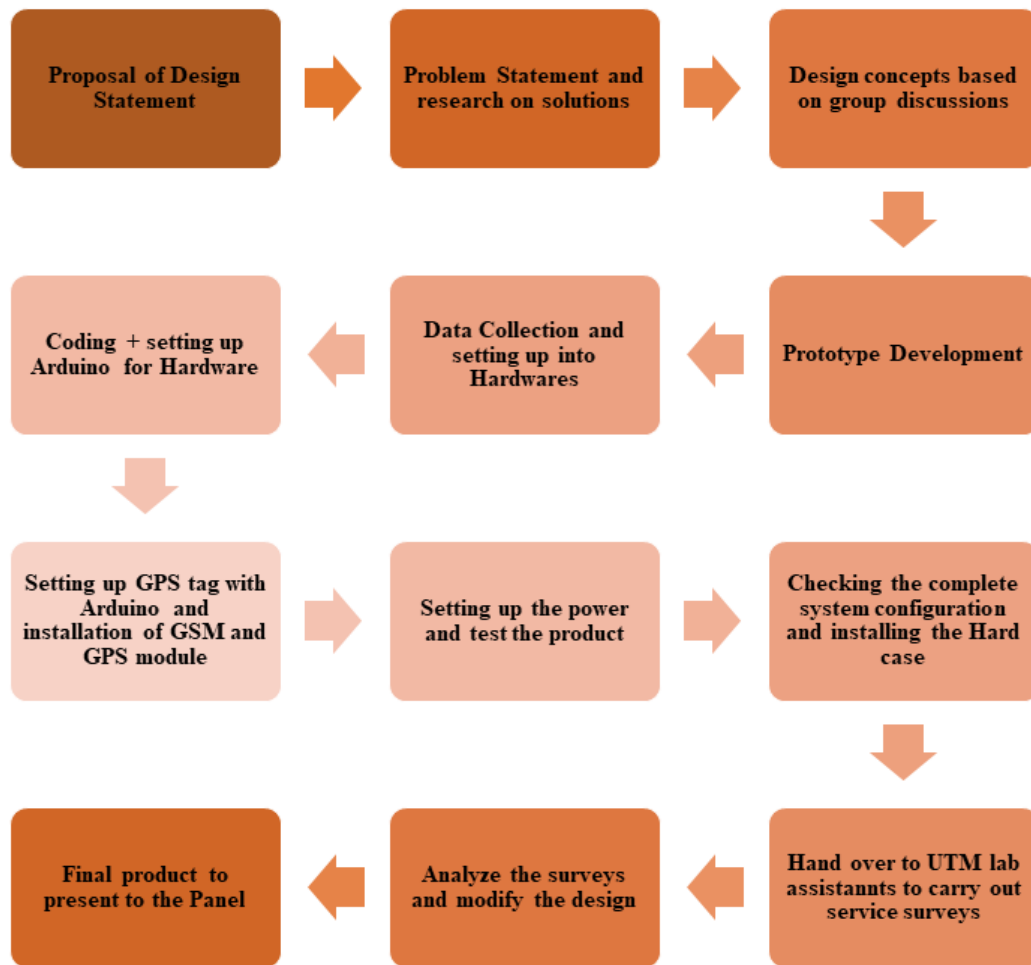 Proposal of Design
Statement
Problem Statement and
research on solutions
Design concepts based
on group discussions
Prototype Development
Data Collection and
setting up into
Hardwares
Coding + setting up
Arduino for Hardware
Setting up GPS tag with
Arduino and
installation of GSM and
GPS module
Setting up the power
and test the product
Checking the complete
system configuration
and installing the Hard
case
Hand over to UTM lab
assistannts to carry out
service surveys
Analyze the surveys
and modify the design
Final product to
present to the Panel